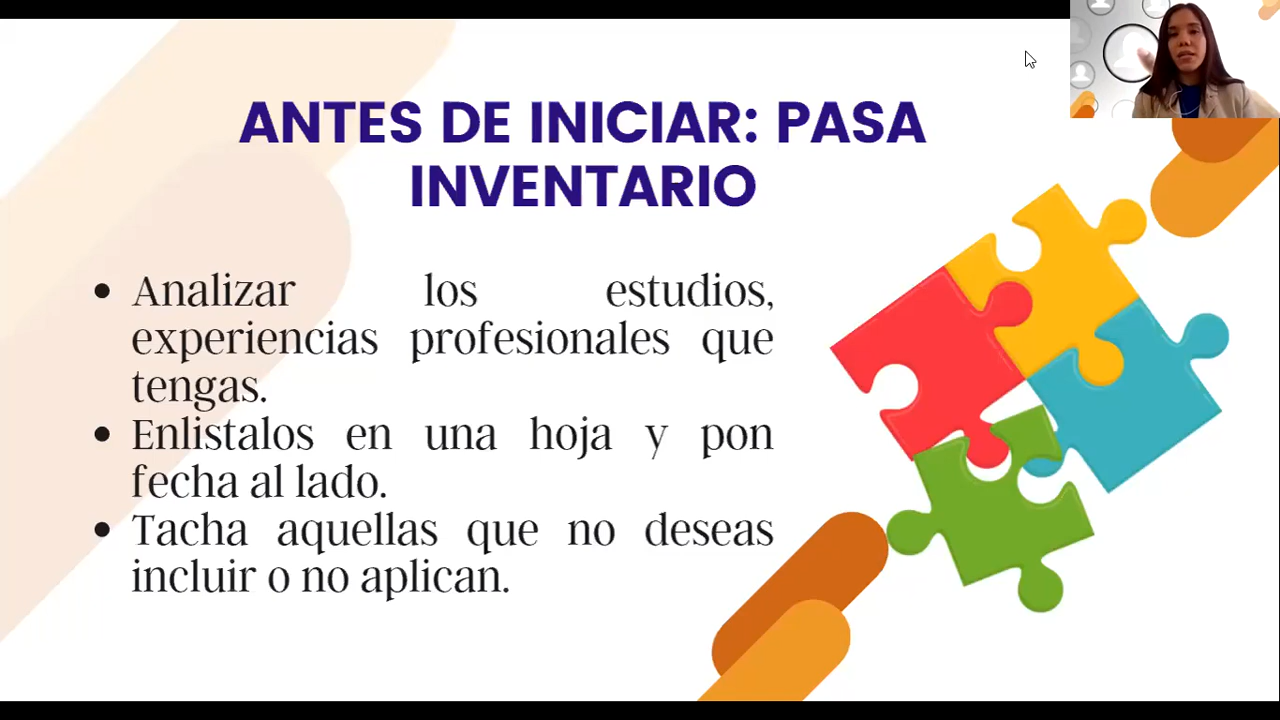 ANTES DE INICIAR: PASA
INVENTARIO
• Analizar los estudios,
experiencias profesionales que
tengas.
• Enlistalos en una hoja y pon
fecha al lado.
• Tacha aquellas que no deseas
incluir o no aplican.